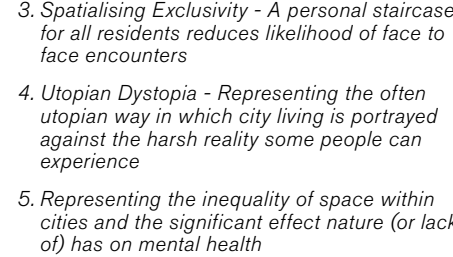 3. Spatialising Exclusivity - A personal staircase
for all residents reduces likelihood of face to
face encounters
4. Utopian Dystopia - Representing the often
utopian way in which city living is portrayed
against the harsh reality some people can
experience
5. Representing the inequality of space within
cities and the significant effect nature (or lack
of) has on mental health